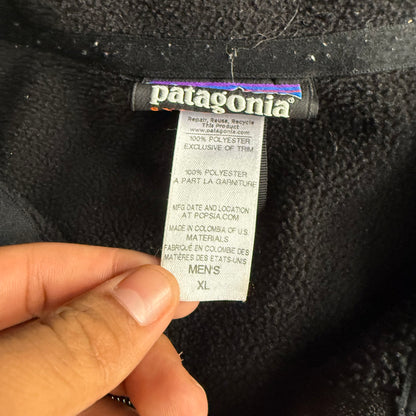 patagonia®
Repair, Reuse, Recycle
This Product
www.patagonia.com
100% POLYESTER
EXCLUSIVE OF TRIM
100% POLYESTER
A PART LA GARNITURE
MFG DATE AND LOCATION
AT PCPSIA.COM
MADE IN COLOMBIA OF U.S.
MATERIALS
FABRIQUÉ EN COLOMBIE DES
MATIÈRES DES ETATS-UNIS
MEN'S
XL